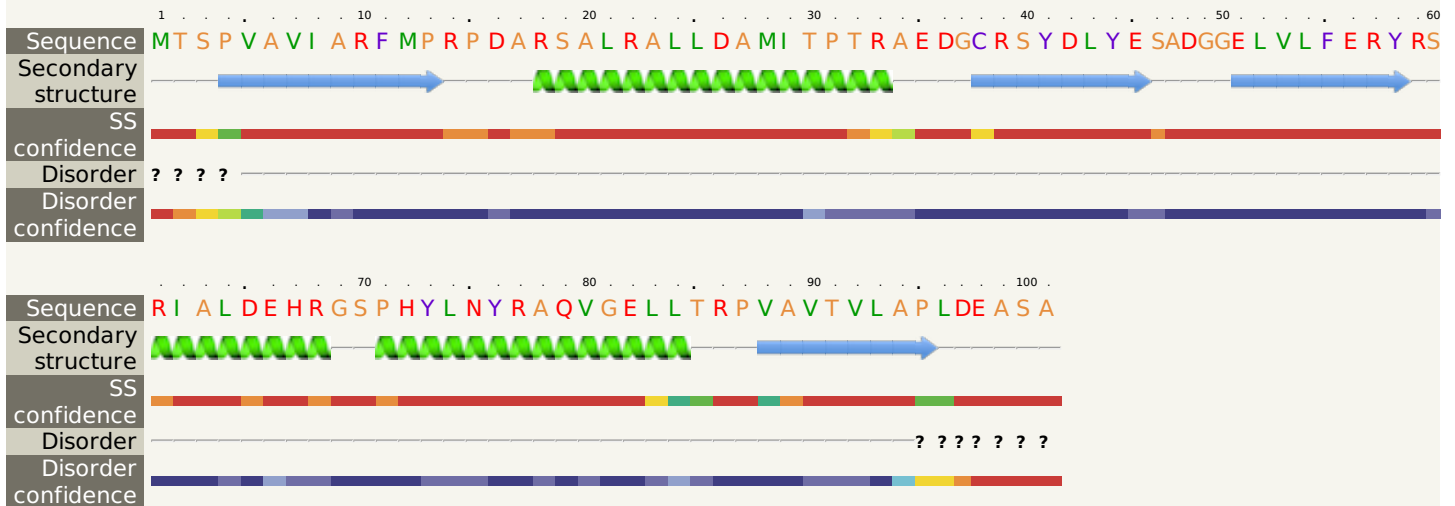 1 10 20 30 40 50 60
Sequence M T S P V A V I A R F M P R P D A R S A L R A L L D A M I T P T R A E D G C R S Y D L Y E S A D G G E L V L F E R Y R S
Secondary
structure
SS
confidence
Disorder ? ? ? ?
Disorder
confidence
70 80 90 100
Sequence R I A L D E H R G S P H Y L N Y R A Q V G E L L T R P V A V T V L A P L D E A S A
Secondary
structure
SS
confidence
Disorder ? ? ? ? ? ? ?
Disorder
confidence